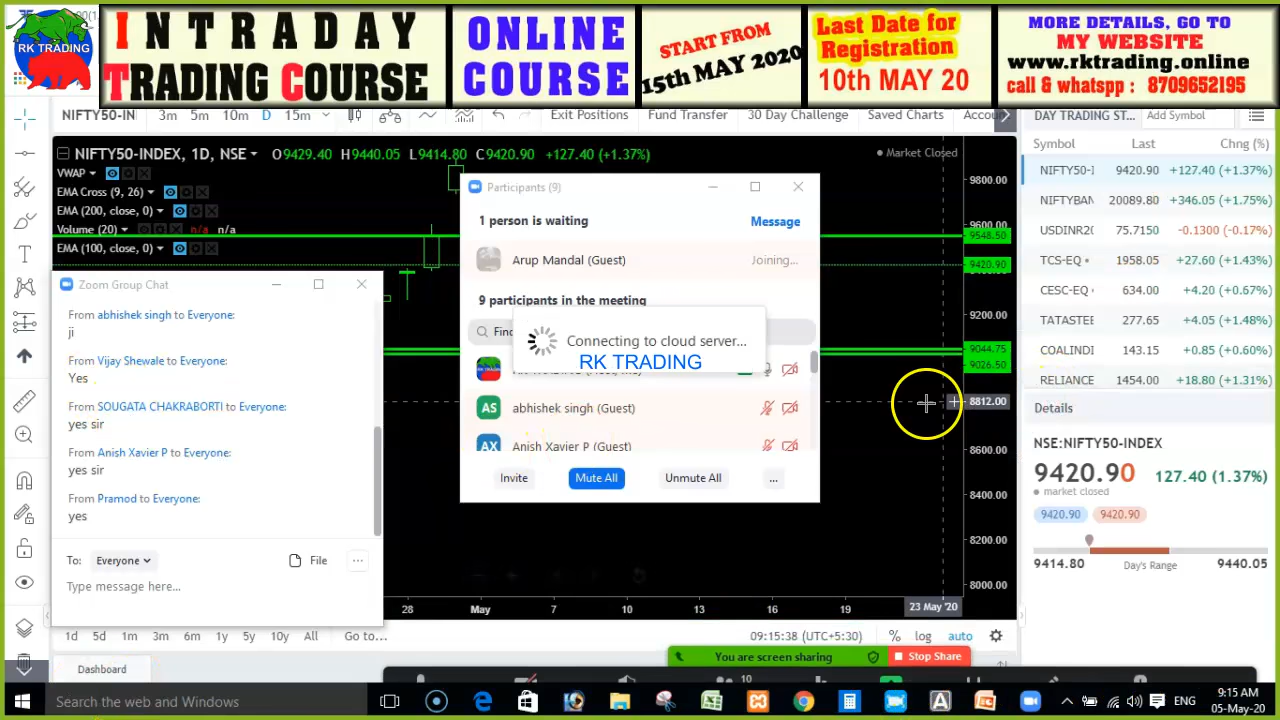 RK TRADING
INTRADAY
TRADING COURSE
ONLINE
COURSE
START FROM
15th MAY 2020
Last Date for
Registration
10th MAY 20
MORE DETAILS, GO TO
MY WEBSITE
www.rktrading.online
call & whatspp : 8709652195
NIFTY50-IN 3m 5m 10m D 15m Exit Positions Fund Transfer 30 Day Challenge Saved Charts Accou
DAY TRADING ST... Add Symbol
Symbol Last Chng (%)
NIFTY50-I 9420.90 +127.40 (+1.37%)
NIFTYBAN 20089.80 +346.05 (+1.75%)
USDINR20 75.7150 -0.1300 (-0.17%)
TCS-EQ 1958.05 +27.60 (+1.43%)
CESC-EQ 634.00 +4.20 (+0.67%)
TATASTEE 277.65 +4.05 (+1.48%)
COALINDI 143.15 +0.85 (+0.60%)
RELIANCE 1454.00 +18.80 (+1.31%)
Details
NSE:NIFTY50-INDEX
9420.90 127.40 (1.37%)
market closed
9420.90 9420.90
9414.80 Day's Range 9440.05
NIFTY50-INDEX, 1D, NSE O9429.40 H9440.05 L9414.80 C9420.90 +127.40 (+1.37%)
Market Closed
VWAP
EMA Cross (9, 26)
EMA (200, close, 0)
Volume (20) n/a n/a
EMA (100, close, 0)
9800.00
9600.00
9548.50
9420.90
9200.00
9044.75
9026.50
8812.00
8600.00
8400.00
8200.00
8000.00
Participants (9)
1 person is waiting Message
Arup Mandal (Guest) Joining...
9 participants in the meeting
Find
Connecting to cloud server...
RK TRADING
AS abhishek singh (Guest)
AX Anish Xavier P (Guest)
Invite Mute All Unmute All ...
Zoom Group Chat
From abhishek singh to Everyone:
ji
From Vijay Shewale to Everyone:
Yes
From SOUGATA CHAKRABORTI to Everyone:
yes sir
From Anish Xavier P to Everyone:
yes sir
From Pramod to Everyone:
yes
To: Everyone File ...
Type message here...
28 May 7 10 13 16 19 23 May '20
1d 5d 1m 3m 6m 1y 5y 10y All Go to... 09:15:38 (UTC+5:30) % log auto
You are screen sharing Stop Share
Dashboard
10
Search the web and Windows
ENG
9:15 AM
05-May-20